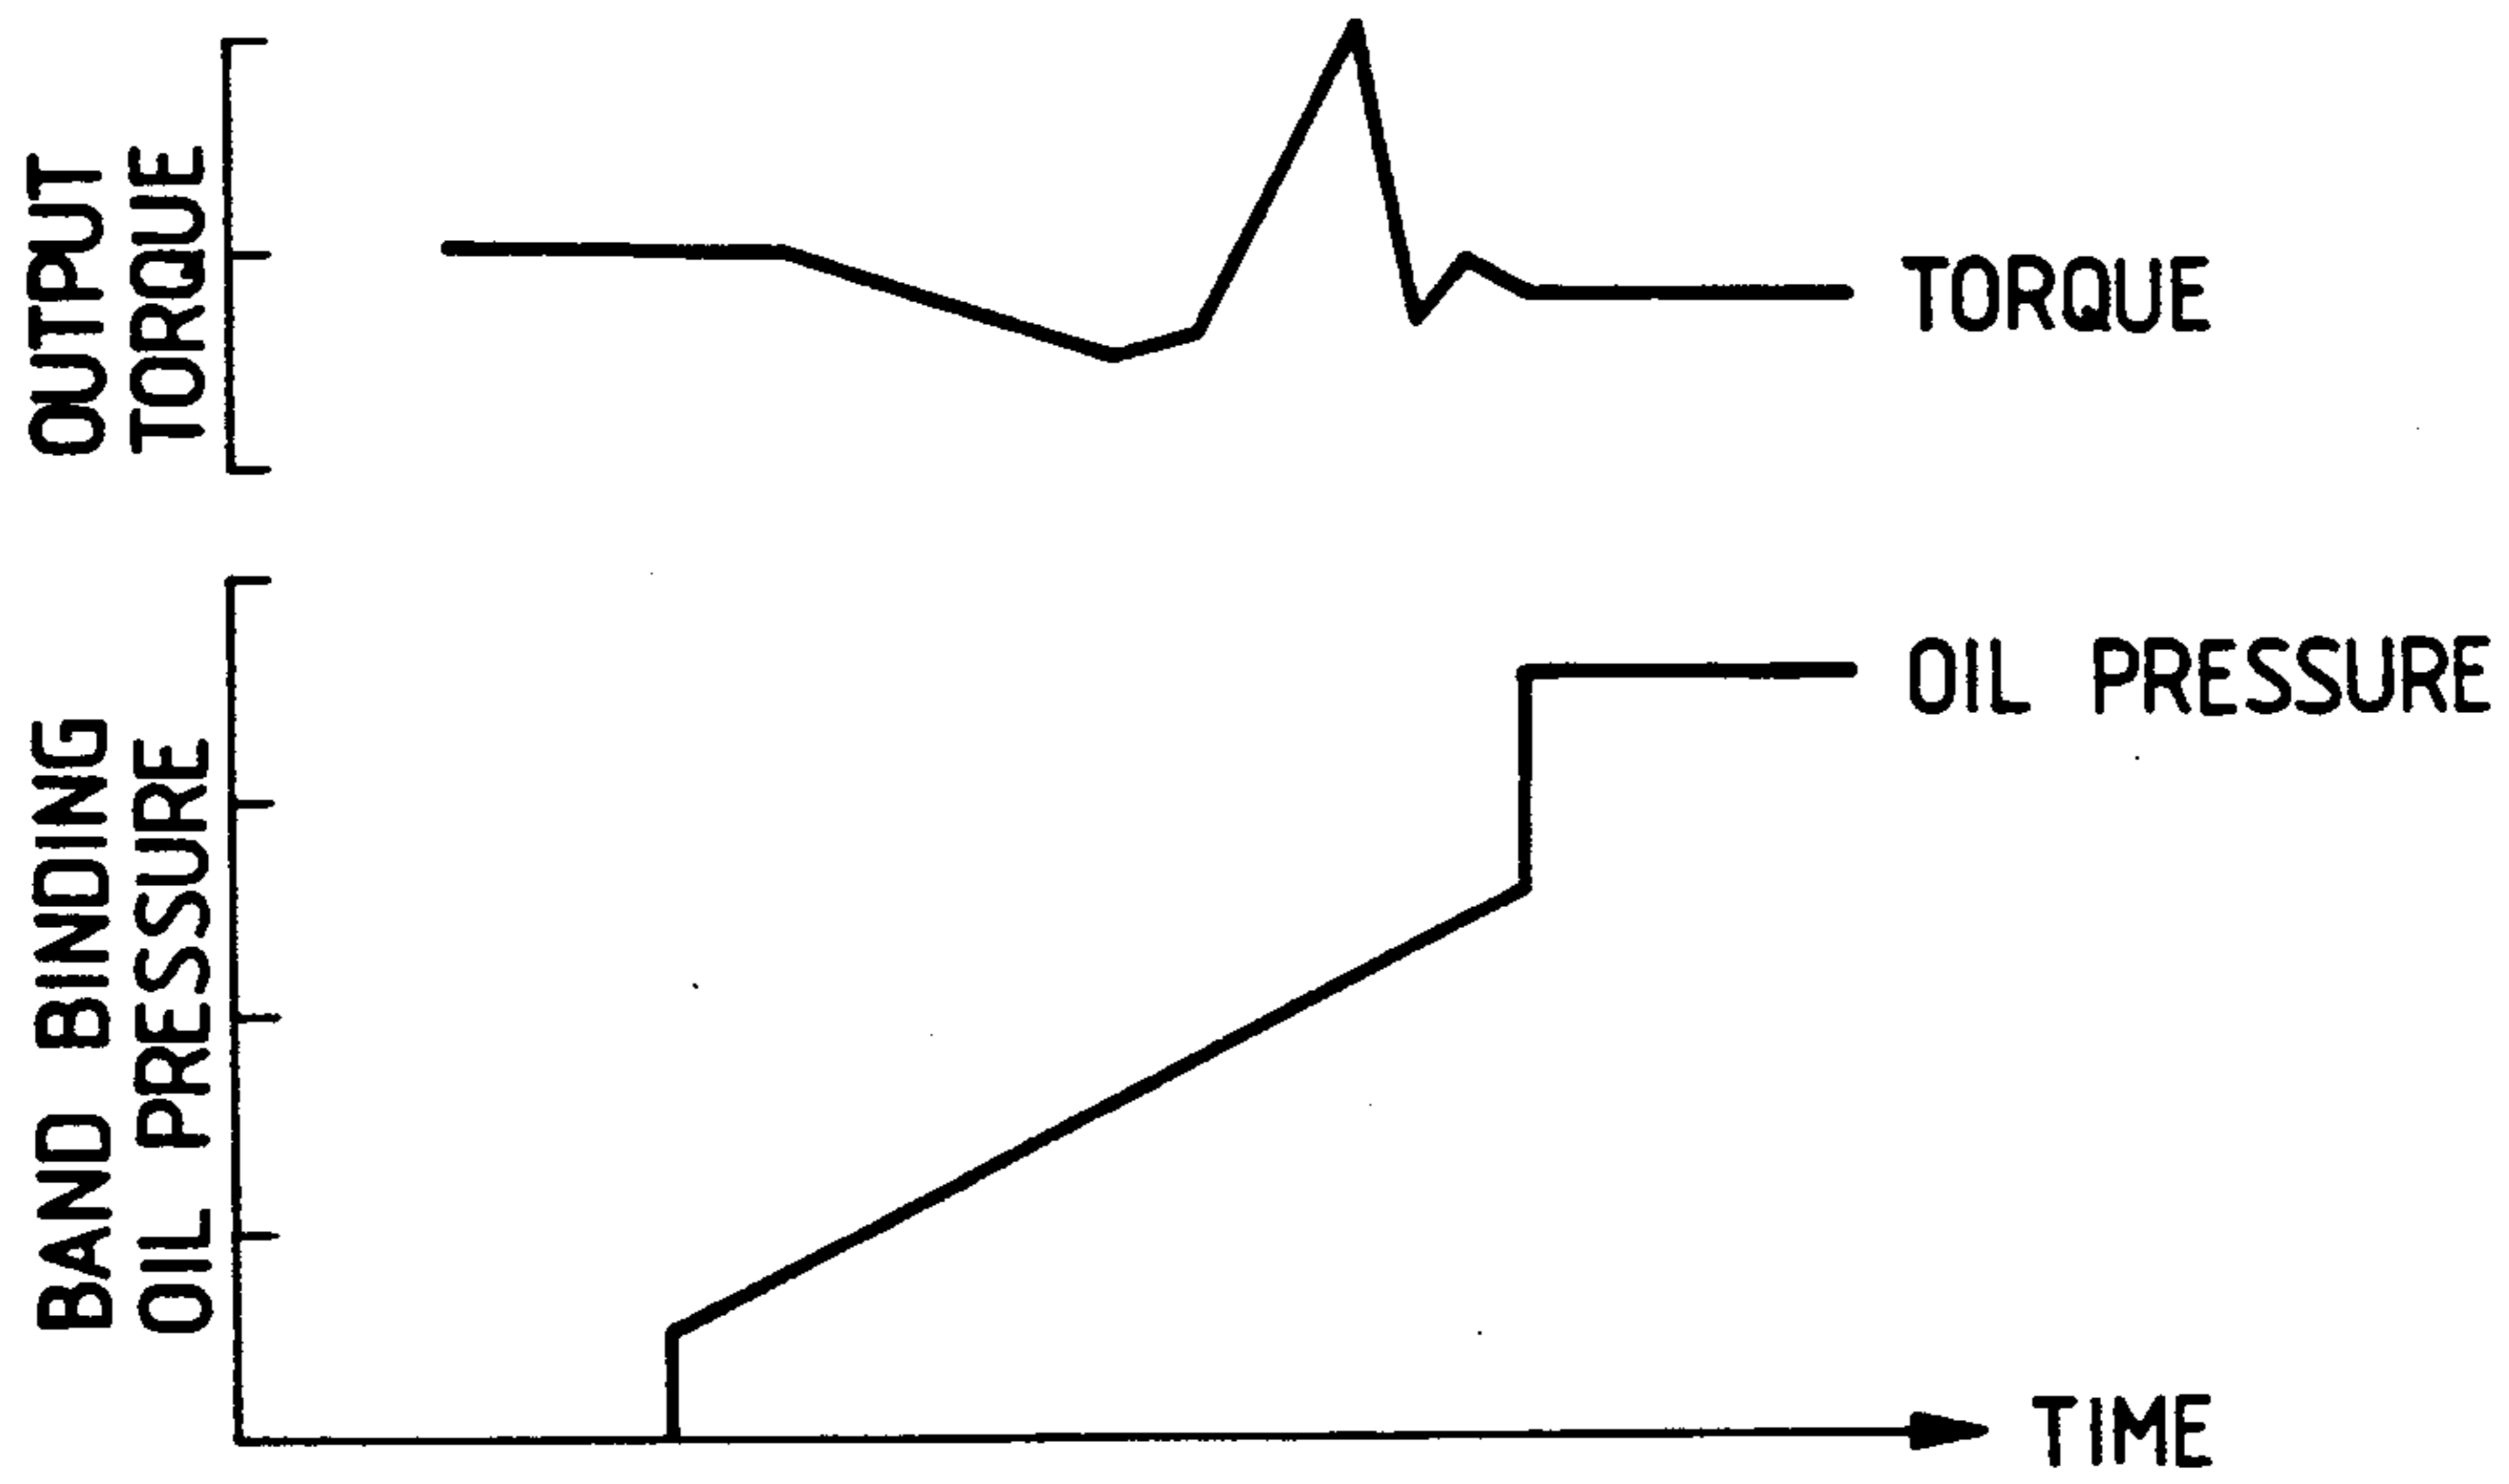 OUTPUT
TORQUE
TORQUE
BAND BINDING
OIL PRESSURE
OIL PRESSURE
TIME